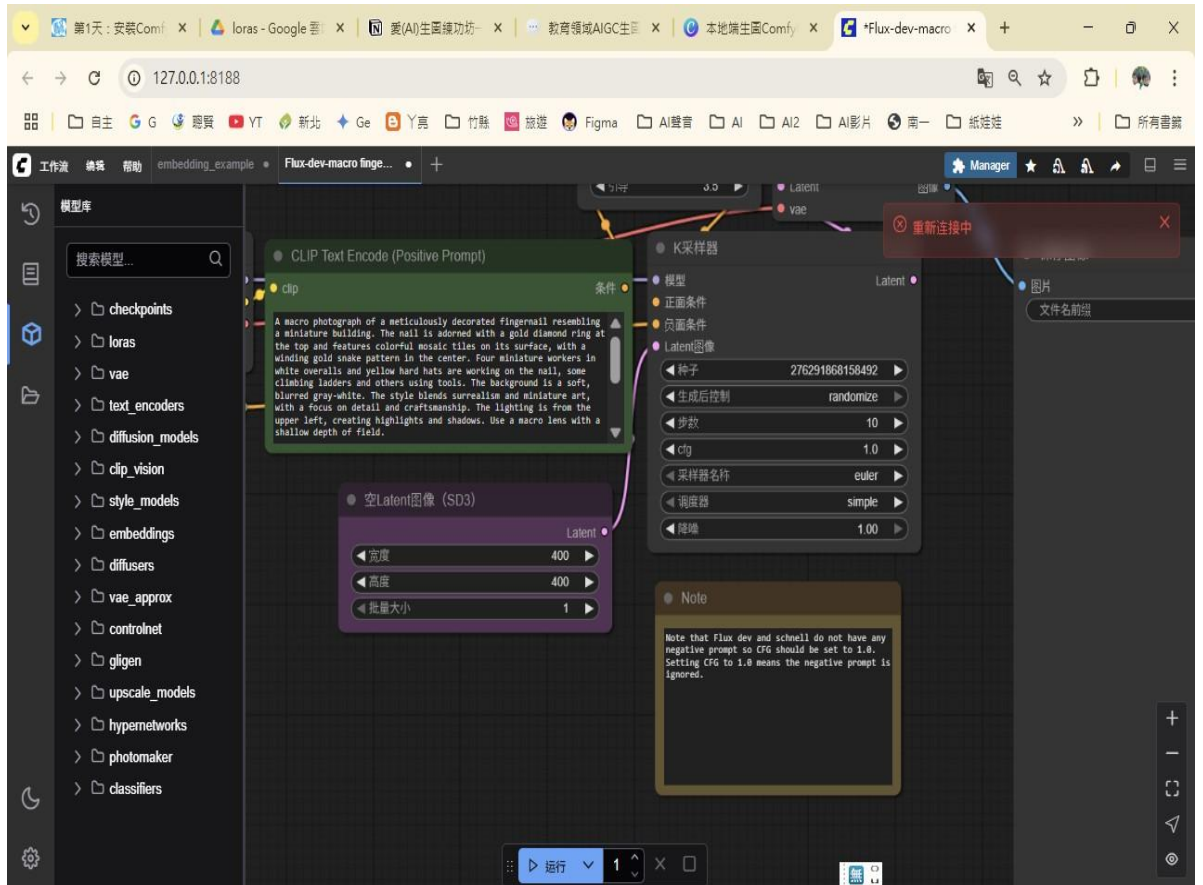 第1天：安裝Comf
loras - Google 雲
愛(AI)生圖練功坊-
教育領域AIGC生圖
本地端生圖Comfy
*Flux-dev-macro
127.0.0.1:8188
自主 G 聰賢 YT 新北 Ge 丫亮 竹縣 旅遊 Figma AI聲音 AI AI2 AI影片 南一 紙娃娃 » 所有書籤
工作流 编辑 帮助 embedding_example Flux-dev-macro finge... Manager
模型库
搜索模型...
checkpoints
loras
vae
text_encoders
diffusion_models
clip_vision
style_models
embeddings
diffusers
vae_approx
controlnet
gligen
upscale_models
hypernetworks
photomaker
classifiers
引导 3.5
Latent 图像
vae
重新连接中
CLIP Text Encode (Positive Prompt)
clip 条件
A macro photograph of a meticulously decorated fingernail resembling
a miniature building. The nail is adorned with a gold diamond ring at
the top and features colorful mosaic tiles on its surface, with a
winding gold snake pattern in the center. Four miniature workers in
white overalls and yellow hard hats are working on the nail, some
climbing ladders and others using tools. The background is a soft,
blurred gray-white. The style blends surrealism and miniature art,
with a focus on detail and craftsmanship. The lighting is from the
upper left, creating highlights and shadows. Use a macro lens with a
shallow depth of field.
K采样器
模型 Latent
正面条件
负面条件
Latent图像
种子 276291868158492
生成后控制 randomize
步数 10
cfg 1.0
采样器名称 euler
调度器 simple
降噪 1.00
图片
文件名前缀
空Latent图像（SD3）
Latent
宽度 400
高度 400
批量大小 1
Note
Note that Flux dev and schnell do not have any
negative prompt so CFG should be set to 1.0.
Setting CFG to 1.0 means the negative prompt is
ignored.
运行 1
無